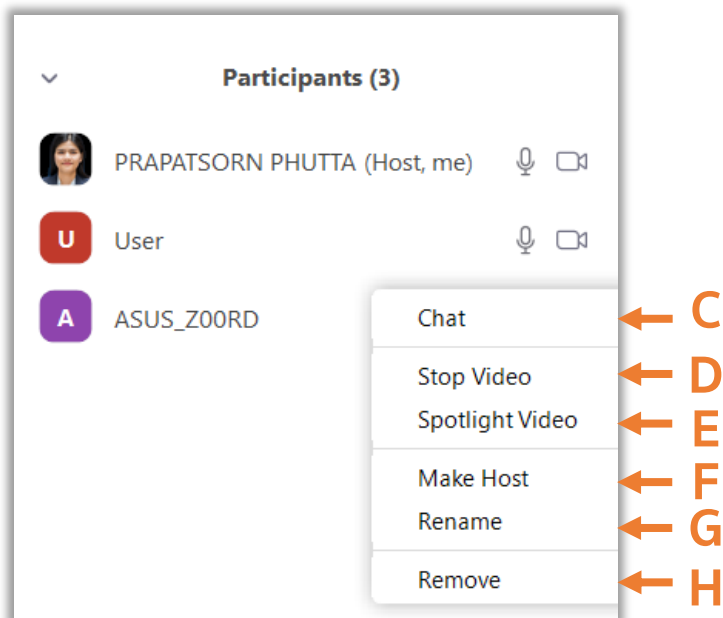 Participants (3)
PRAPATSORN PHUTTA (Host, me)
U User
A ASUS_Z00RD
Chat C
Stop Video D
Spotlight Video E
Make Host F
Rename G
Remove H